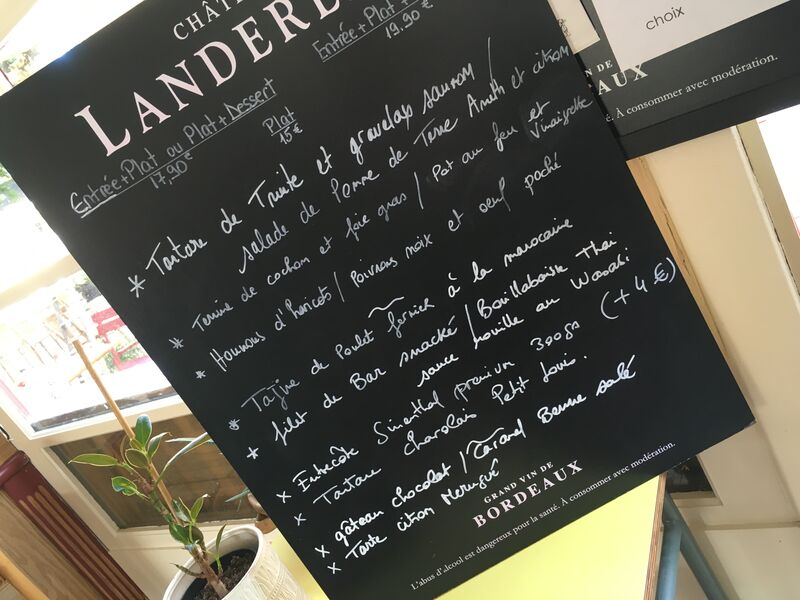 CHÂT
LANDERE
Entrée+Plat+
19.90€
Entrée+Plat ou Plat+Dessert
17,90€
Plat
15€
* Tartare de Truite et gravelax saumon /
salade de Pomme de Terre Aneth et citron
* Terrine de cochon et foie gras / Pot au feu et Vinaigrette
* Houmous d'haricots / Poivrons noix et oeuf poché
* Tajine de Poulet fermier à la marocaine
* filet de Bar snacké / Bouillabaisse Thaï
sauce rouille au Wasabi
x Entrecôte Simenthal premium 300gr (+4€)
x Tartare charolais Petit Louis.
x gâteau chocolat / Caramel Beurre salé
x Tarte citron Meringué
GRAND VIN DE
BORDEAUX
L'abus d'alcool est dangereux pour la santé. À consommer avec modération.
choix
VIN DE
AUX
À consommer avec modération.